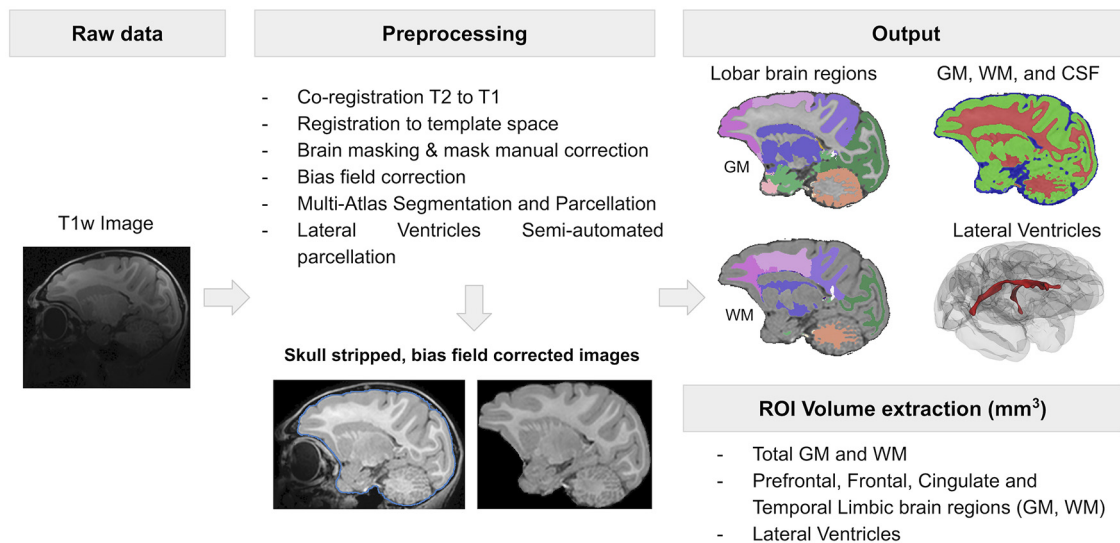 Raw data
T1w Image
Preprocessing
- Co-registration T2 to T1
- Registration to template space
- Brain masking & mask manual correction
- Bias field correction
- Multi-Atlas Segmentation and Parcellation
- Lateral Ventricles Semi-automated
parcellation
Skull stripped, bias field corrected images
Output
Lobar brain regions
GM
WM
GM, WM, and CSF
Lateral Ventricles
ROI Volume extraction (mm³)
- Total GM and WM
- Prefrontal, Frontal, Cingulate and
Temporal Limbic brain regions (GM, WM)
- Lateral Ventricles